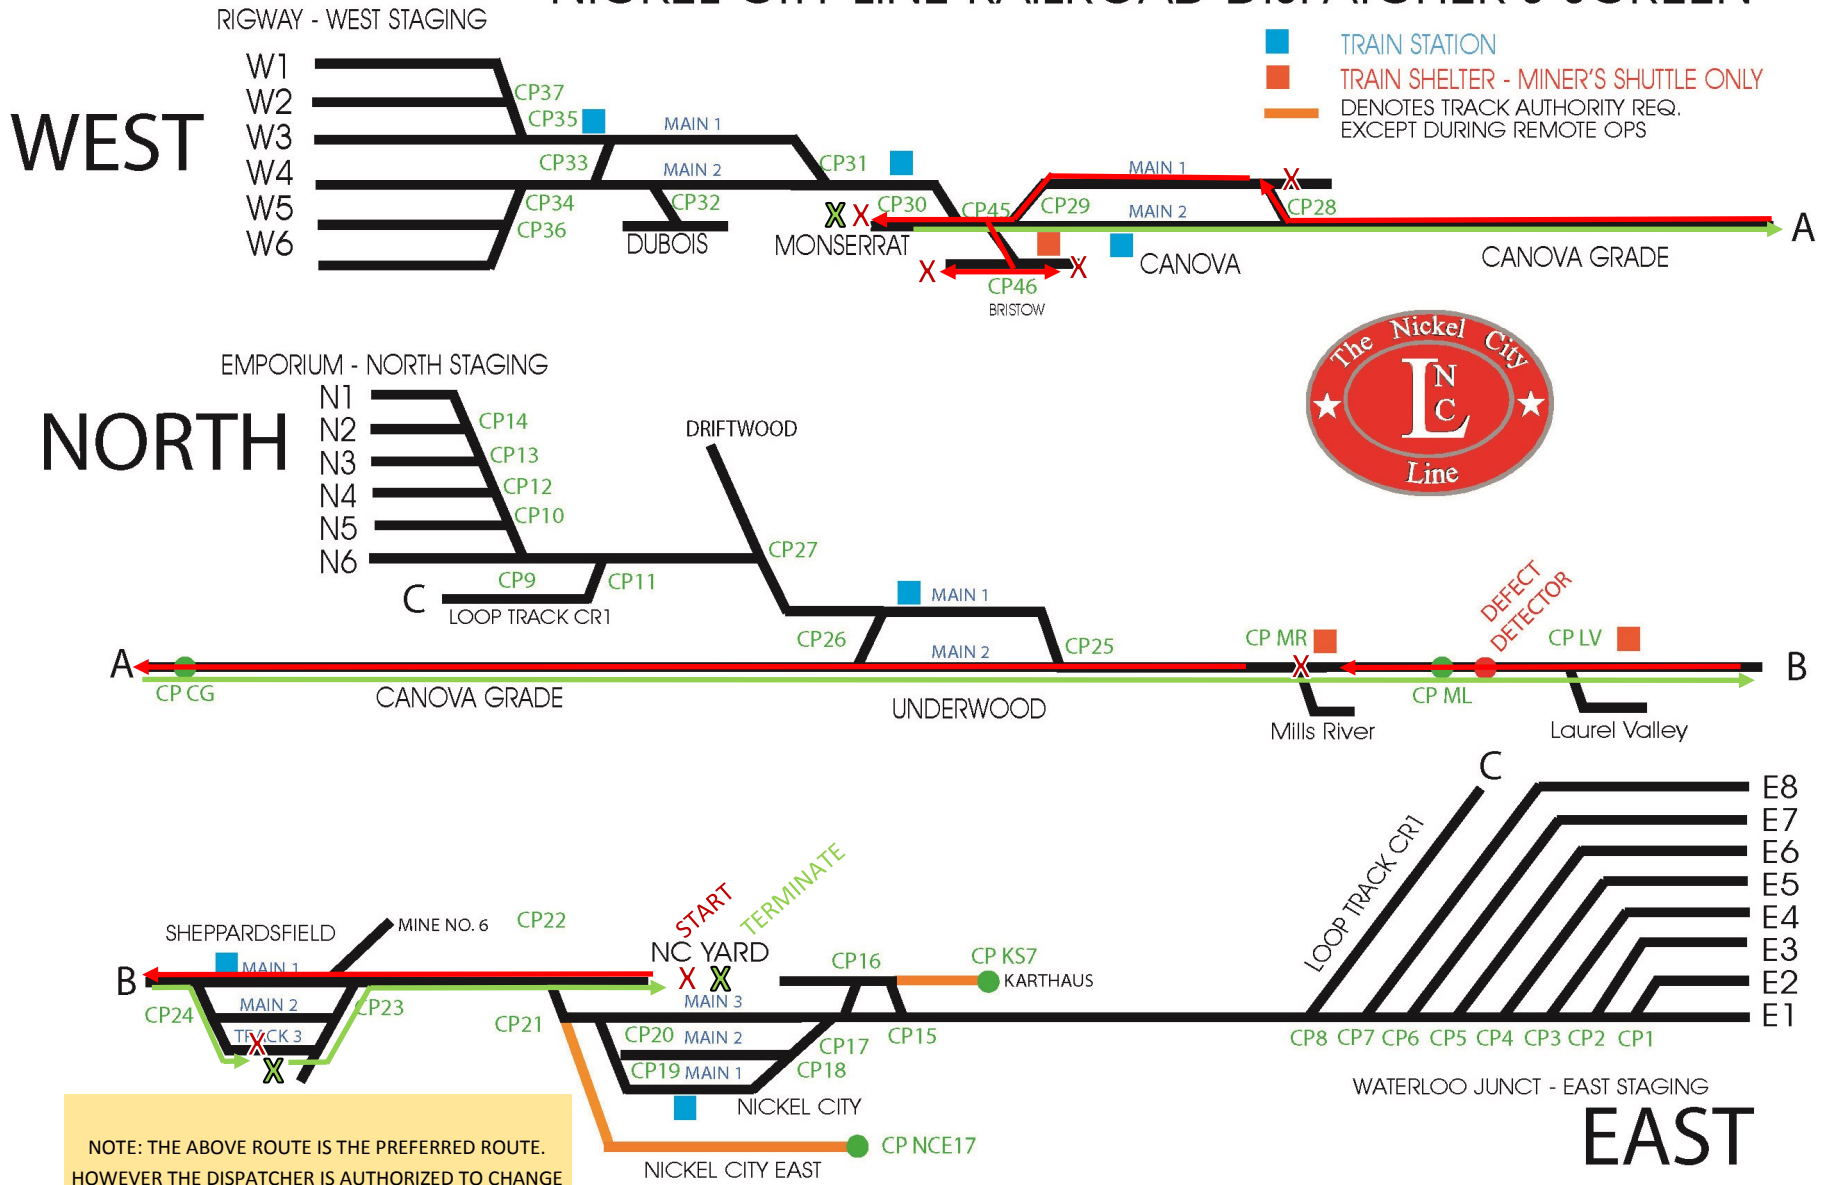 NICKEL CITY LINE RAILROAD DISPATCHER'S SCREEN
RIGWAY - WEST STAGING
TRAIN STATION
TRAIN SHELTER - MINER'S SHUTTLE ONLY
DENOTES TRACK AUTHORITY REQ.
EXCEPT DURING REMOTE OPS
WEST
W1
W2
W3
W4
W5
W6
CP37
CP35
MAIN 1
CP33
MAIN 2
CP31
CP34
CP32
CP36
DUBOIS
X X
CP30
MONSERRAT
CP45
CP29
MAIN 1
X
MAIN 2
CP28
A
CANOVA
CANOVA GRADE
X
X
CP46
BRISTOW
The Nickel City
L N C
Line
EMPORIUM - NORTH STAGING
NORTH
N1
N2
N3
N4
N5
N6
CP14
CP13
CP12
CP10
DRIFTWOOD
CP27
CP9
CP11
C
LOOP TRACK CR1
MAIN 1
CP26
MAIN 2
CP25
CP MR
DEFECT
DETECTOR
CP LV
A
X
B
CP CG
CANOVA GRADE
UNDERWOOD
CP ML
Mills River
Laurel Valley
C
LOOP TRACK CR1
E8
E7
E6
E5
E4
E3
E2
E1
SHEPPARDSFIELD
MINE NO. 6
CP22
START
TERMINATE
NC YARD
CP16
CP KS7
KARTHAUS
B
MAIN 1
X X
MAIN 2
MAIN 3
CP24
CP23
TRACK 3
X
X
CP21
CP20
MAIN 2
CP17
CP15
CP19
MAIN 1
CP18
CP8 CP7 CP6 CP5 CP4 CP3 CP2 CP1
NICKEL CITY
WATERLOO JUNCT - EAST STAGING
EAST
CP NCE17
NICKEL CITY EAST
NOTE: THE ABOVE ROUTE IS THE PREFERRED ROUTE.
HOWEVER THE DISPATCHER IS AUTHORIZED TO CHANGE